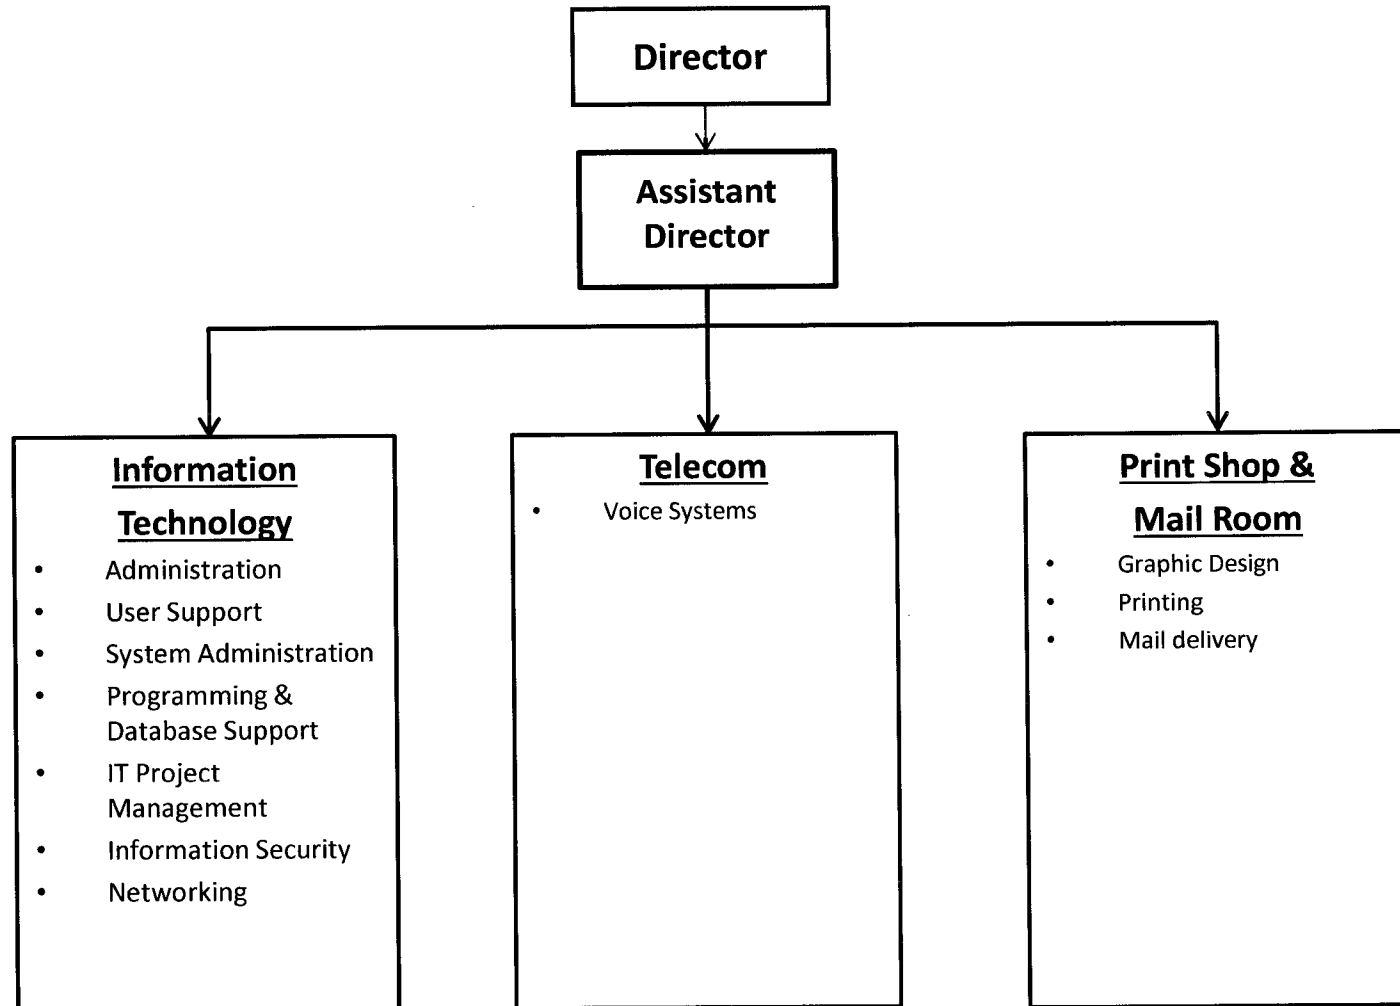 Director
Assistant
Director
Information
Technology
• Administration
• User Support
• System Administration
• Programming &
Database Support
• IT Project
Management
• Information Security
• Networking
Telecom
• Voice Systems
Print Shop &
Mail Room
• Graphic Design
• Printing
• Mail delivery